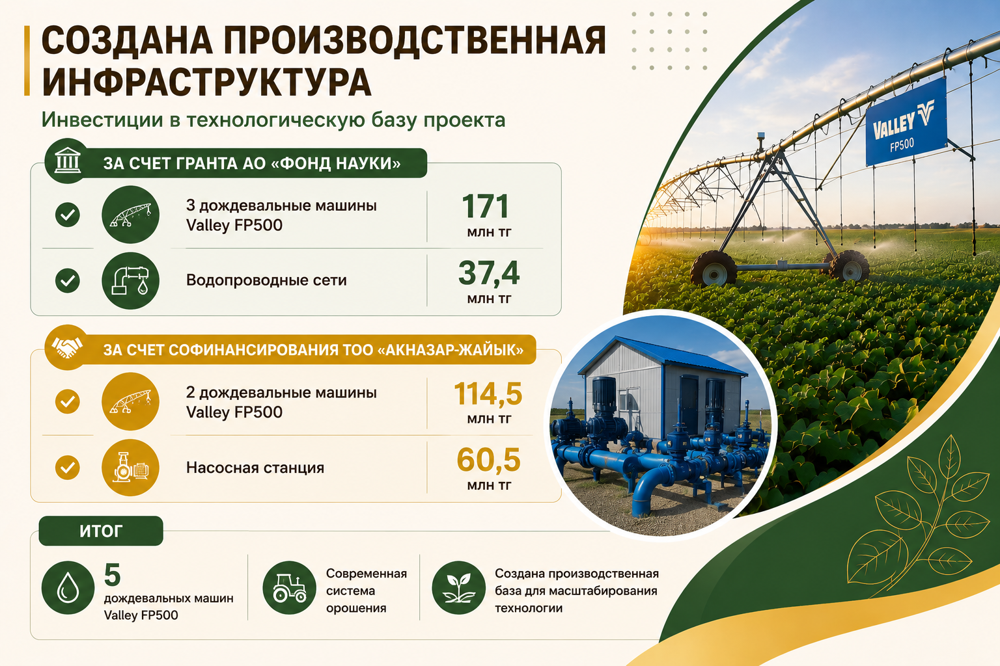 СОЗДАНА ПРОИЗВОДСТВЕННАЯ
ИНФРАСТРУКТУРА
Инвестиции в технологическую базу проекта
ЗА СЧЕТ ГРАНТА АО «ФОНД НАУКИ»
3 дождевальные машины
Valley FP500
171
млн тг
Водопроводные сети
37,4
млн тг
ЗА СЧЕТ СОФИНАНСИРОВАНИЯ ТОО «АКНАЗАР-ЖАЙЫК»
2 дождевальные машины
Valley FP500
114,5
млн тг
Насосная станция
60,5
млн тг
ИТОГ
5
дождевальных машин
Valley FP500
Современная
система
орошения
Создана производственная
база для масштабирования
технологии
VALLEY
FP500